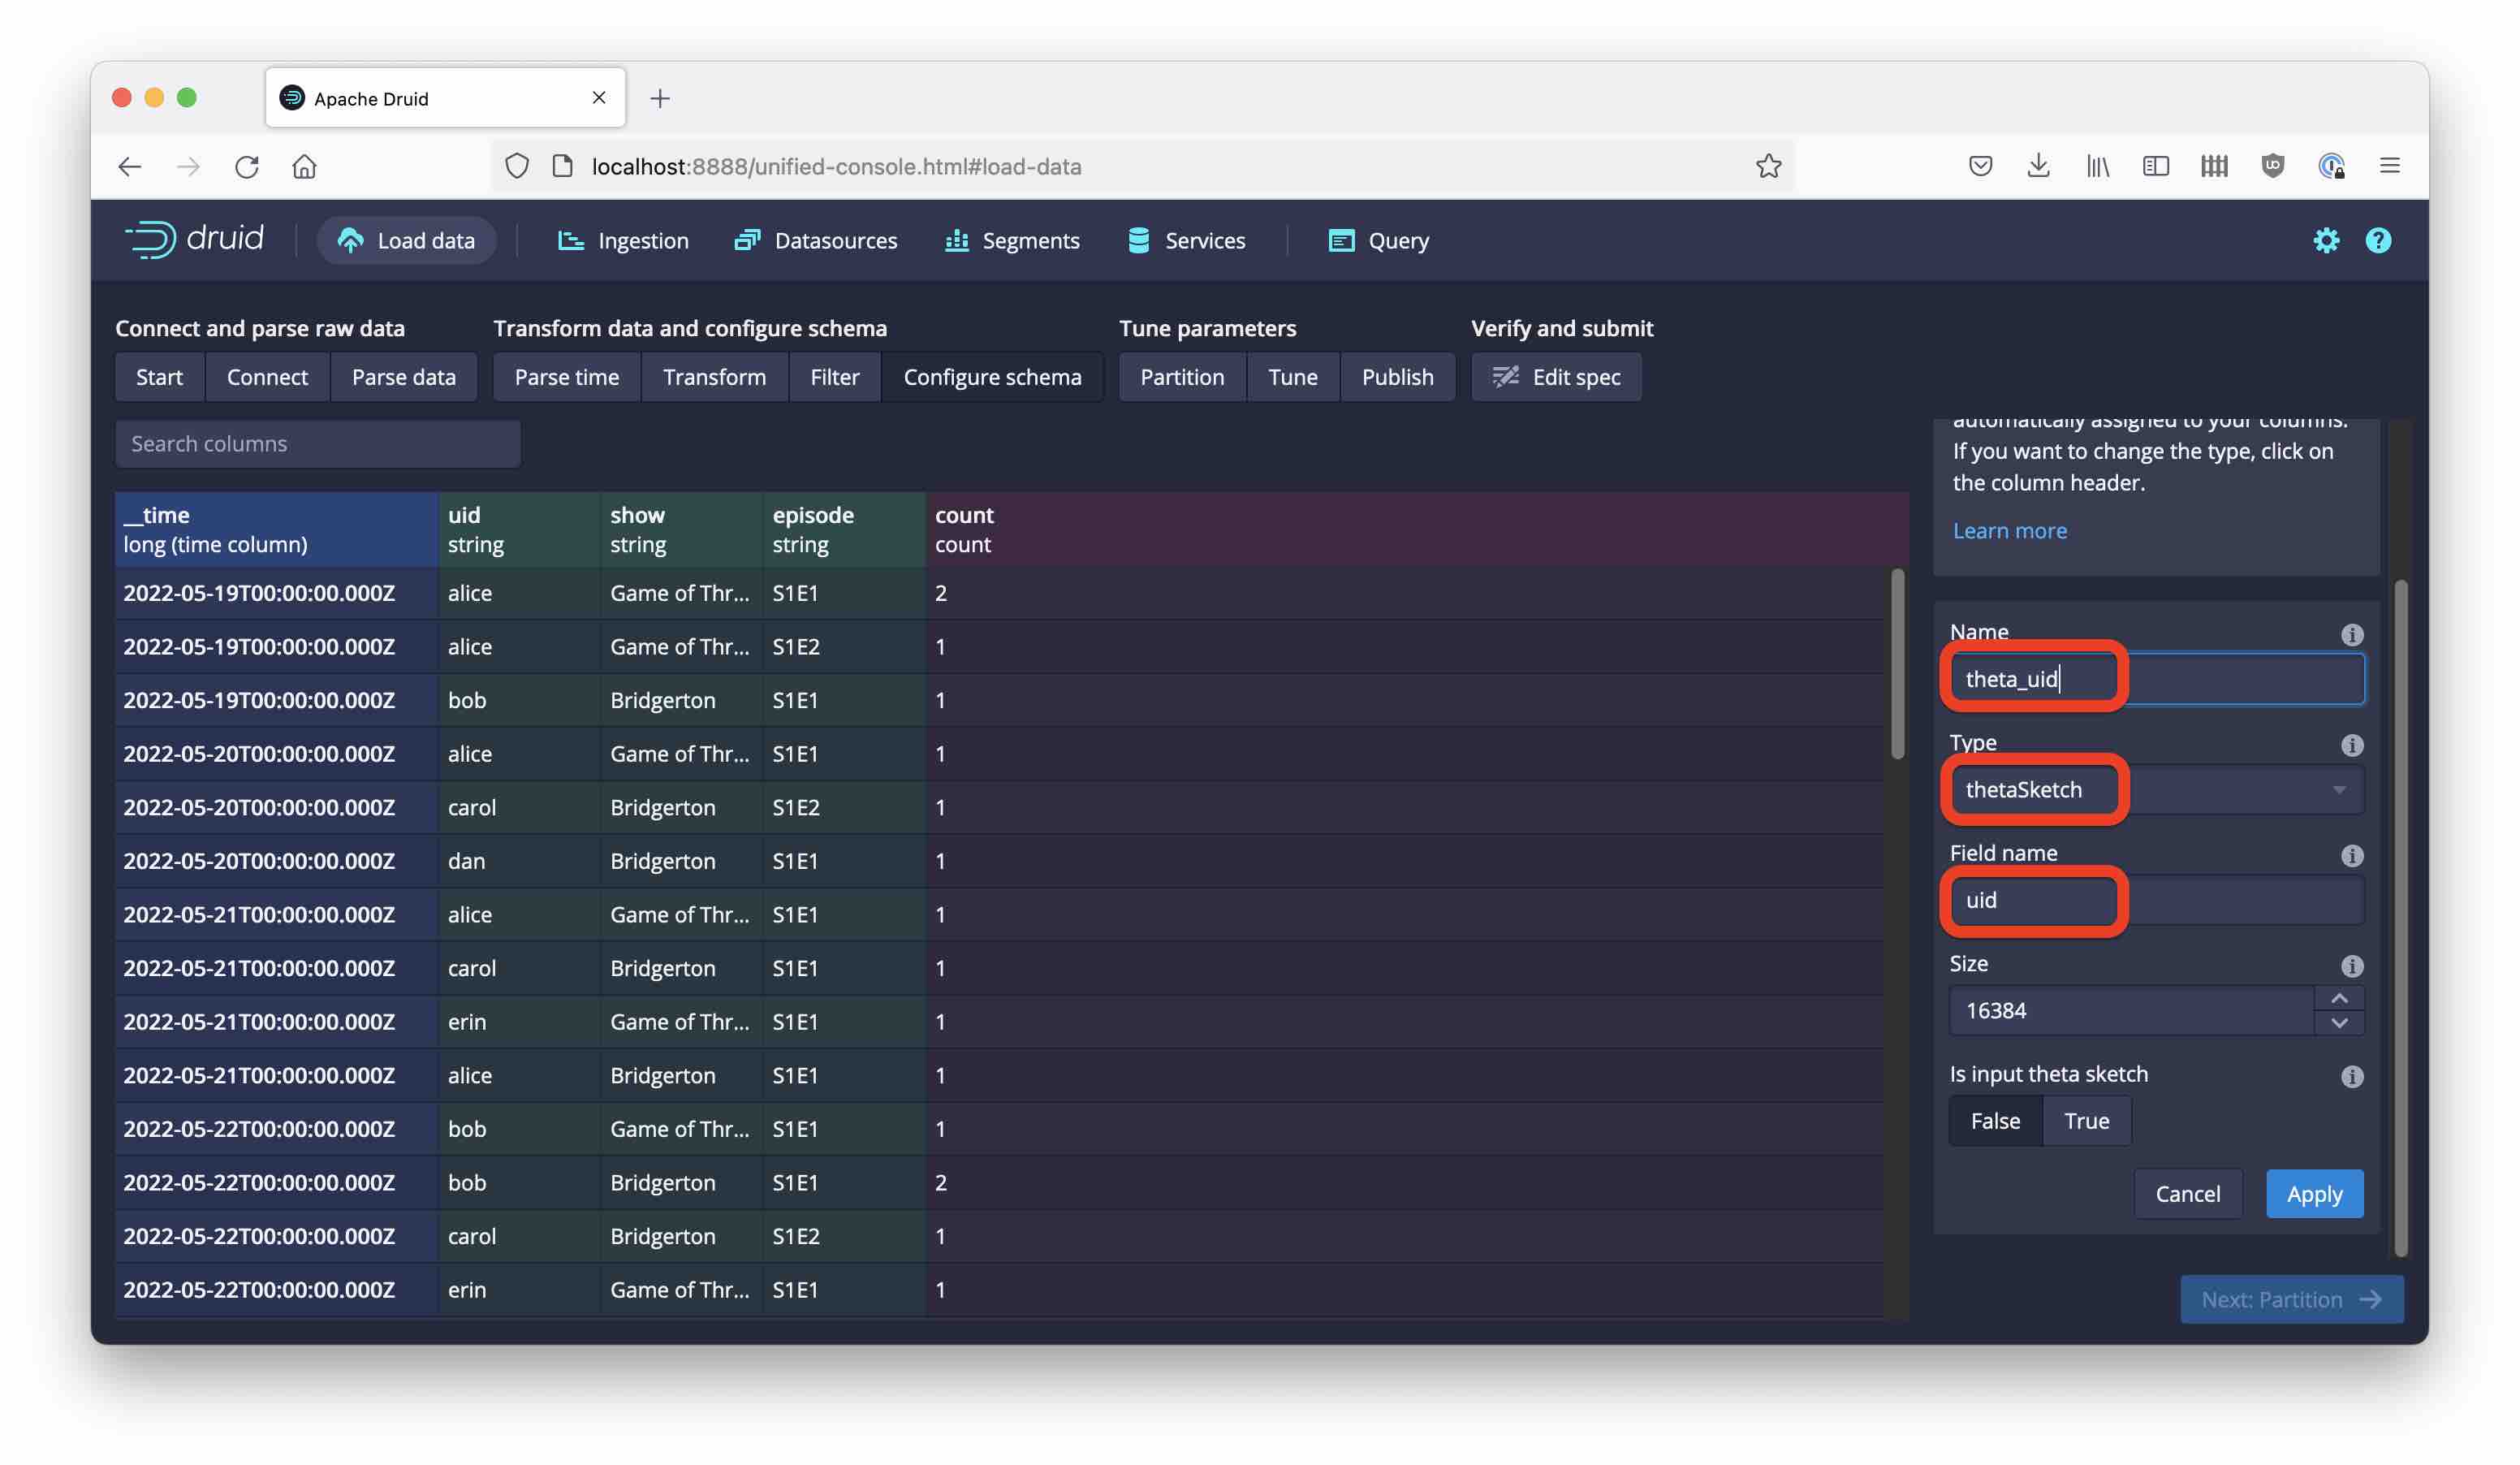 Apache Druid
localhost:8888/unified-console.html#load-data
druid
Load data
Ingestion
Datasources
Segments
Services
Query
Connect and parse raw data
Start
Connect
Parse data
Transform data and configure schema
Parse time
Transform
Filter
Configure schema
Tune parameters
Partition
Tune
Publish
Verify and submit
Edit spec
Search columns
__time uid show episode count
long (time column) string string string count
2022-05-19T00:00:00.000Z alice Game of Thr... S1E1 2
2022-05-19T00:00:00.000Z alice Game of Thr... S1E2 1
2022-05-19T00:00:00.000Z bob Bridgerton S1E1 1
2022-05-20T00:00:00.000Z alice Game of Thr... S1E1 1
2022-05-20T00:00:00.000Z carol Bridgerton S1E2 1
2022-05-20T00:00:00.000Z dan Bridgerton S1E1 1
2022-05-21T00:00:00.000Z alice Game of Thr... S1E1 1
2022-05-21T00:00:00.000Z carol Bridgerton S1E1 1
2022-05-21T00:00:00.000Z erin Game of Thr... S1E1 1
2022-05-21T00:00:00.000Z alice Bridgerton S1E1 1
2022-05-22T00:00:00.000Z bob Game of Thr... S1E1 1
2022-05-22T00:00:00.000Z bob Bridgerton S1E1 2
2022-05-22T00:00:00.000Z carol Bridgerton S1E2 1
2022-05-22T00:00:00.000Z erin Game of Thr... S1E1 1
automatically assigned to your columns.
If you want to change the type, click on
the column header.
Learn more
Name
theta_uid
Type
thetaSketch
Field name
uid
Size
16384
Is input theta sketch
False True
Cancel Apply
Next: Partition